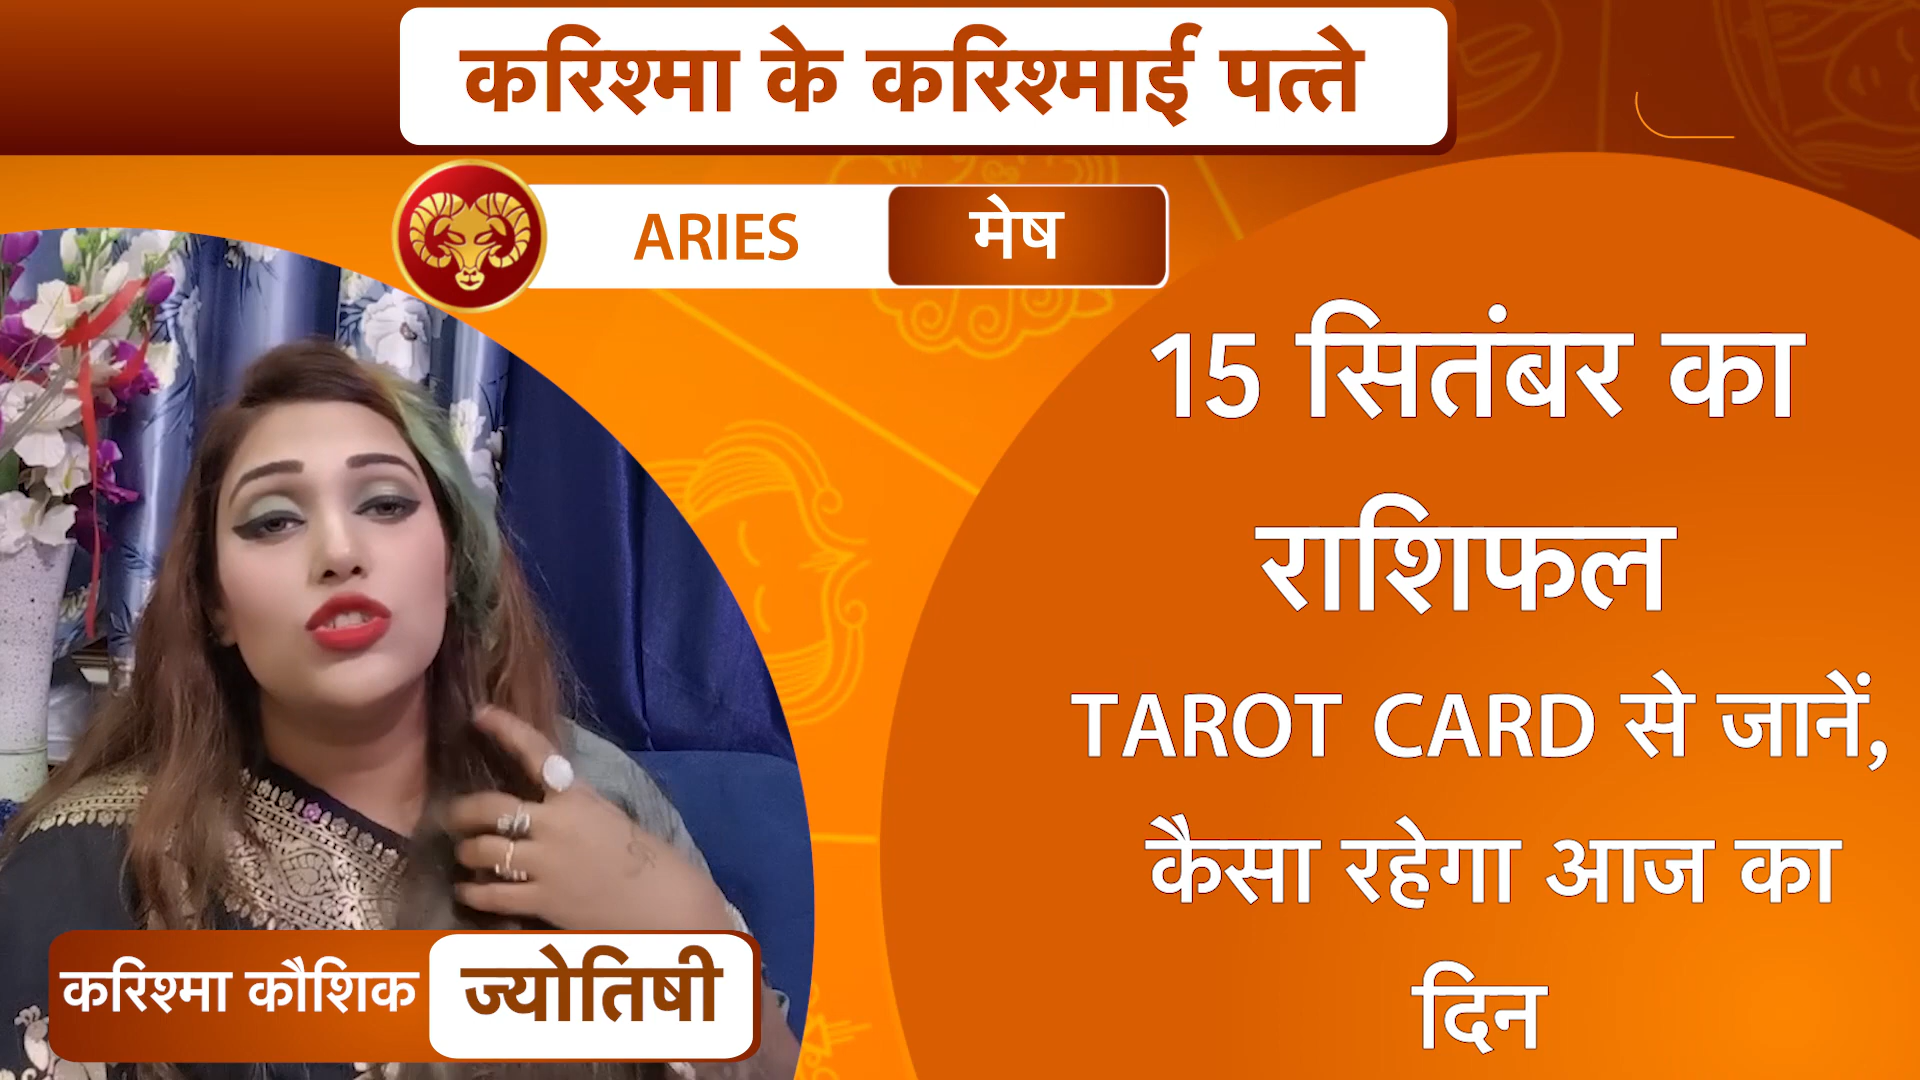 करिश्मा के करिश्माई पत्ते
ARIES मेष
15 सितंबर का
राशिफल
TAROT CARD से जानें,
कैसा रहेगा आज का
दिन
करिश्मा कौशिक ज्योतिषी